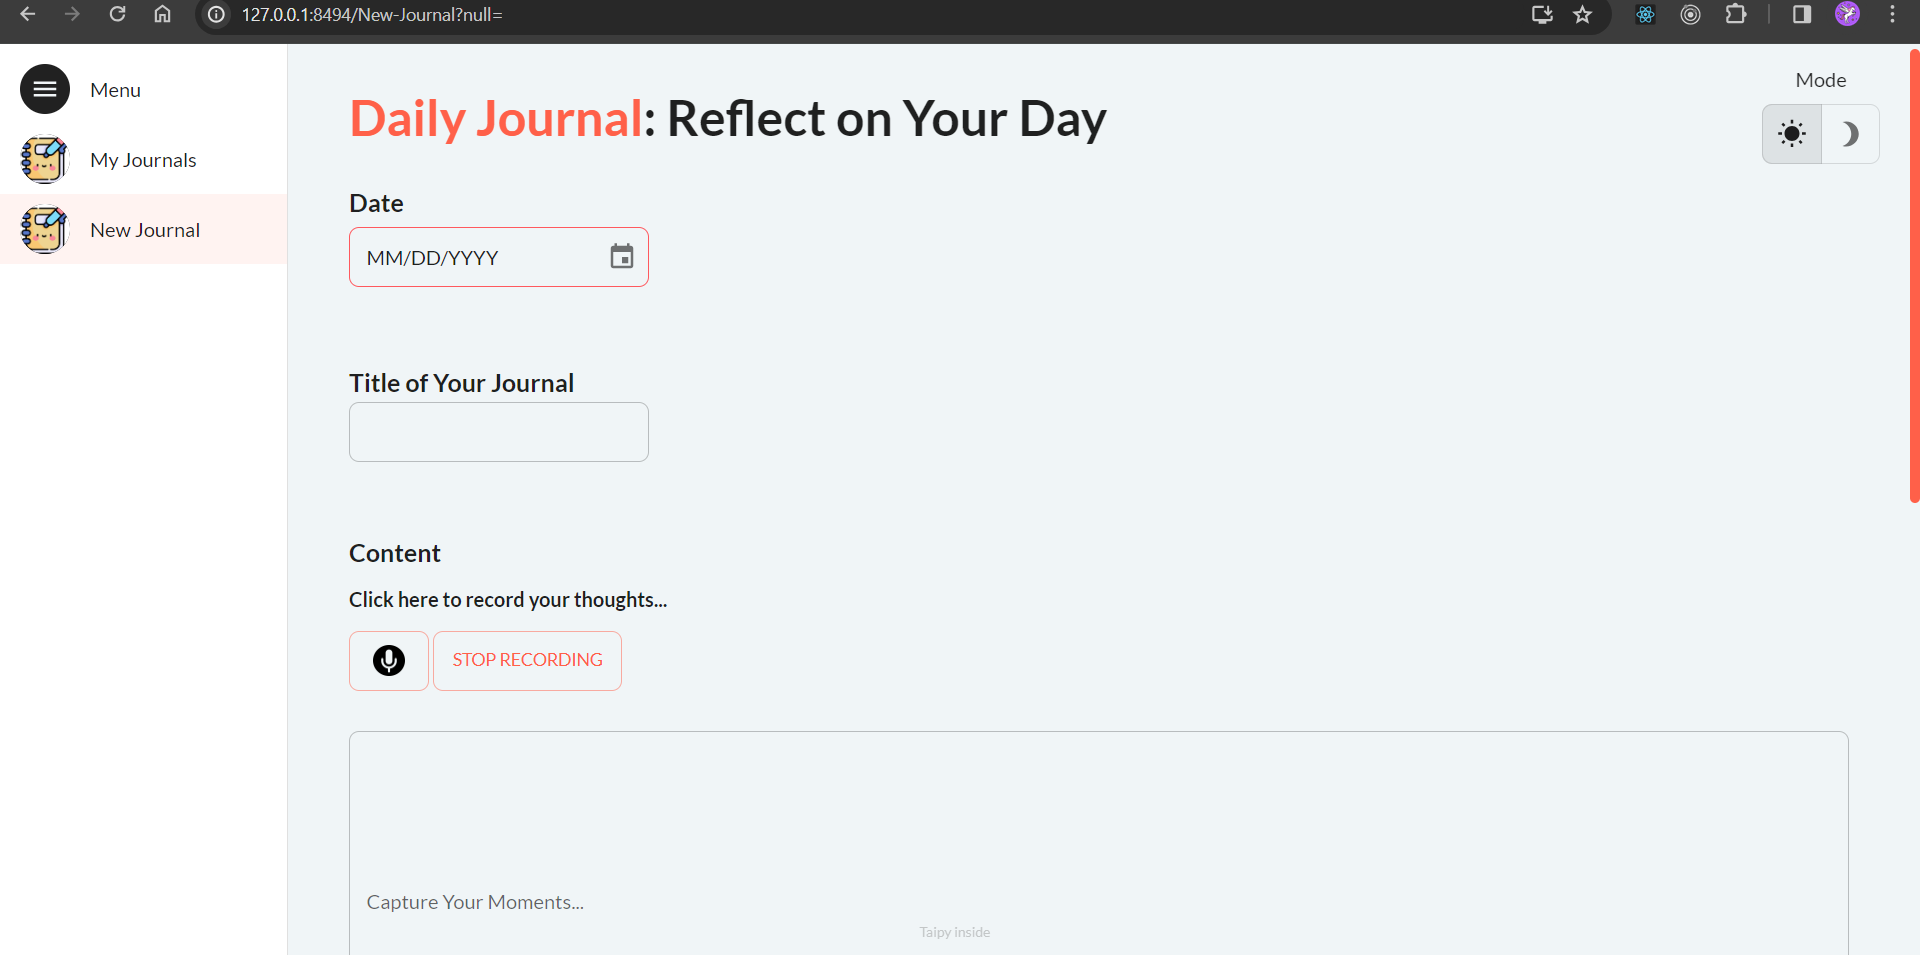 127.0.0.1:8494/New-Journal?null=
Menu
My Journals
New Journal
Mode
Daily Journal: Reflect on Your Day
Date
MM/DD/YYYY
Title of Your Journal
Content
Click here to record your thoughts...
STOP RECORDING
Capture Your Moments...
Taipy inside